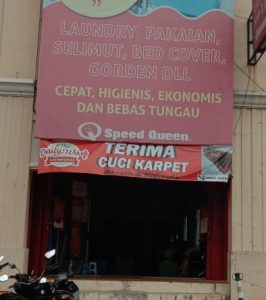 LAUNDRY PAKAIAN,
SELIMUT, BED COVER,
GORDEN DLL
CEPAT, HIGIENIS, EKONOMIS
DAN BEBAS TUNGAU
Speed Queen
Daily Wash
TERIMA
CUCI KARPET